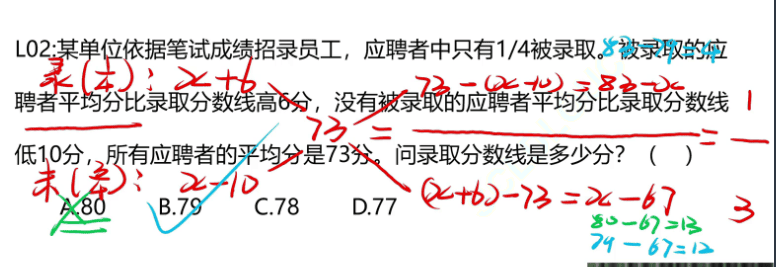 L02:某单位依据笔试成绩招录员工，应聘者中只有1/4被录取。被录取的应
83-79=4
录(本): x+6
73-(x-10)=83-x
聘者平均分比录取分数线高6分，没有被录取的应聘者平均分比录取分数线
73 = = 1
低10分，所有应聘者的平均分是73分。问录取分数线是多少分？（ ）
未(本): x-10
(x+6)-73=x-67
3
A.80 B.79 C.78 D.77
80-67=13
79-67=12